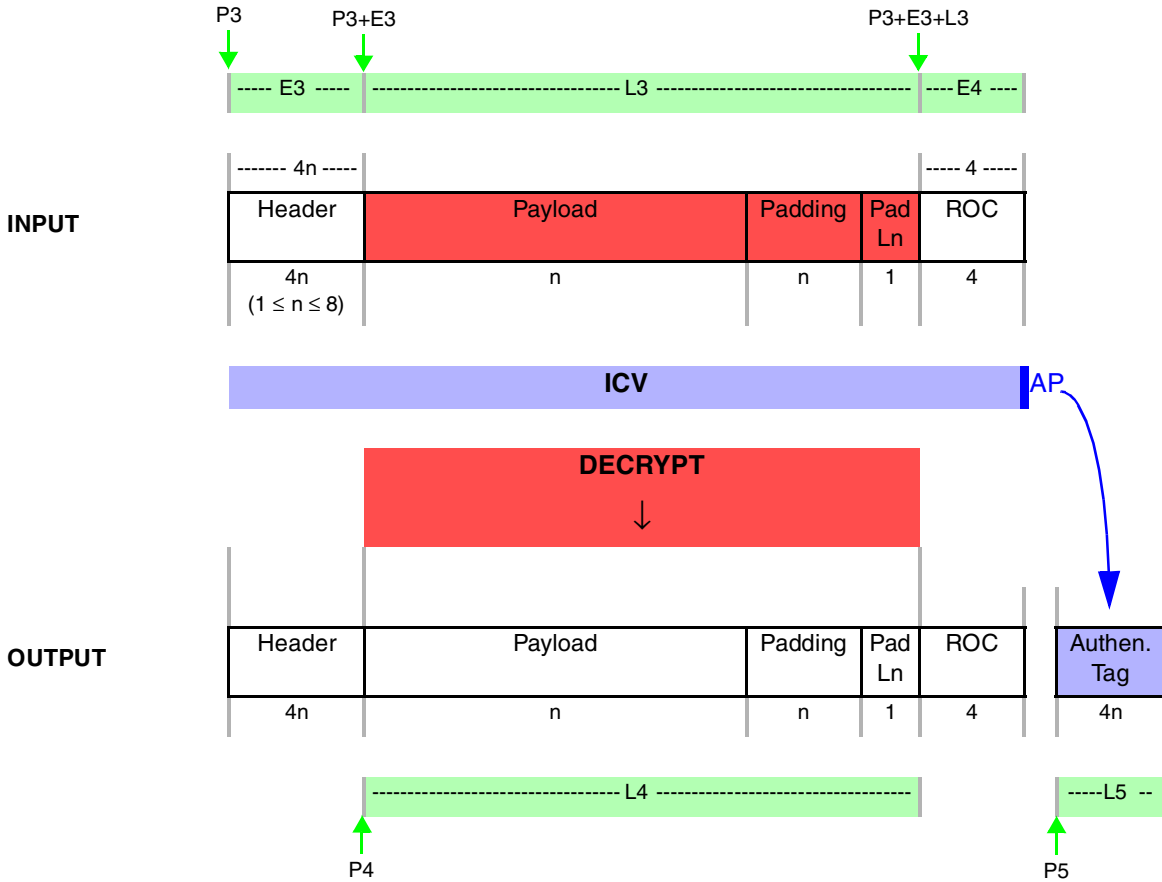 P3 P3+E3 P3+E3+L3
----- E3 ----- ------------------------------------ L3 ------------------------------------- ---- E4 ----
------- 4n ----- ----- 4 -----
INPUT
Header Payload Padding Pad Ln ROC
4n n n 1 4
(1 ≤ n ≤ 8)
ICV AP
DECRYPT
↓
OUTPUT
Header Payload Padding Pad Ln ROC Authen. Tag
4n n n 1 4 4n
------------------------------------ L4 ------------------------------------- -----L5 --
P4 P5